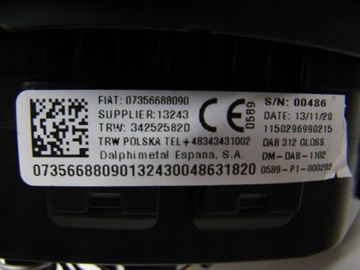 FIAT: 07356688090
SUPPLIER:13243
TRW: 34252582D
TRW POLSKA TEL+48343431002
Dalphimetal Espana, S.A.
CE
0589
S/N: 00486
DATE: 13/11/20
1150296990215
DAB 312 GLOSS
DM-DAB-1102
0589-P1-000202
07356688090132430048631820